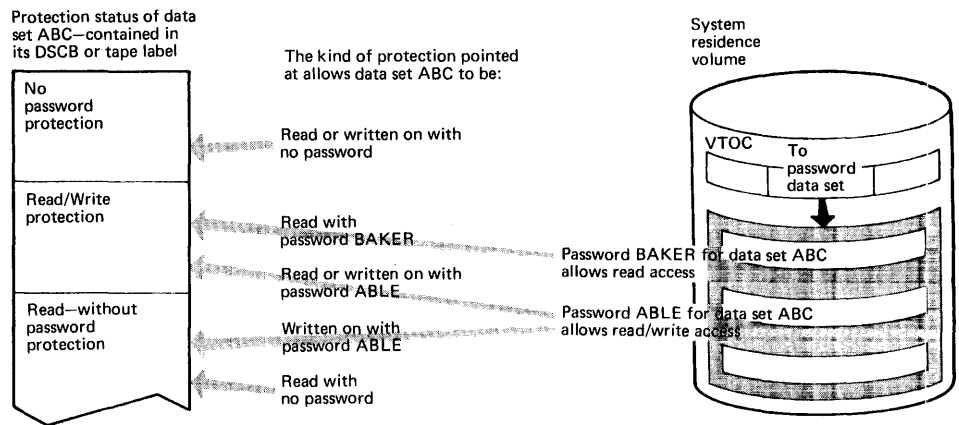 Protection status of data
set ABC—contained in
its DSCB or tape label
No
password
protection
Read/Write
protection
Read—without
password
protection
The kind of protection pointed
at allows data set ABC to be:
Read or written on with
no password
Read with
password BAKER
Read or written on with
password ABLE
Written on with
password ABLE
Read with
no password
System
residence
volume
VTOC
To
password
data set
Password BAKER for data set ABC
allows read access
Password ABLE for data set ABC
allows read/write access